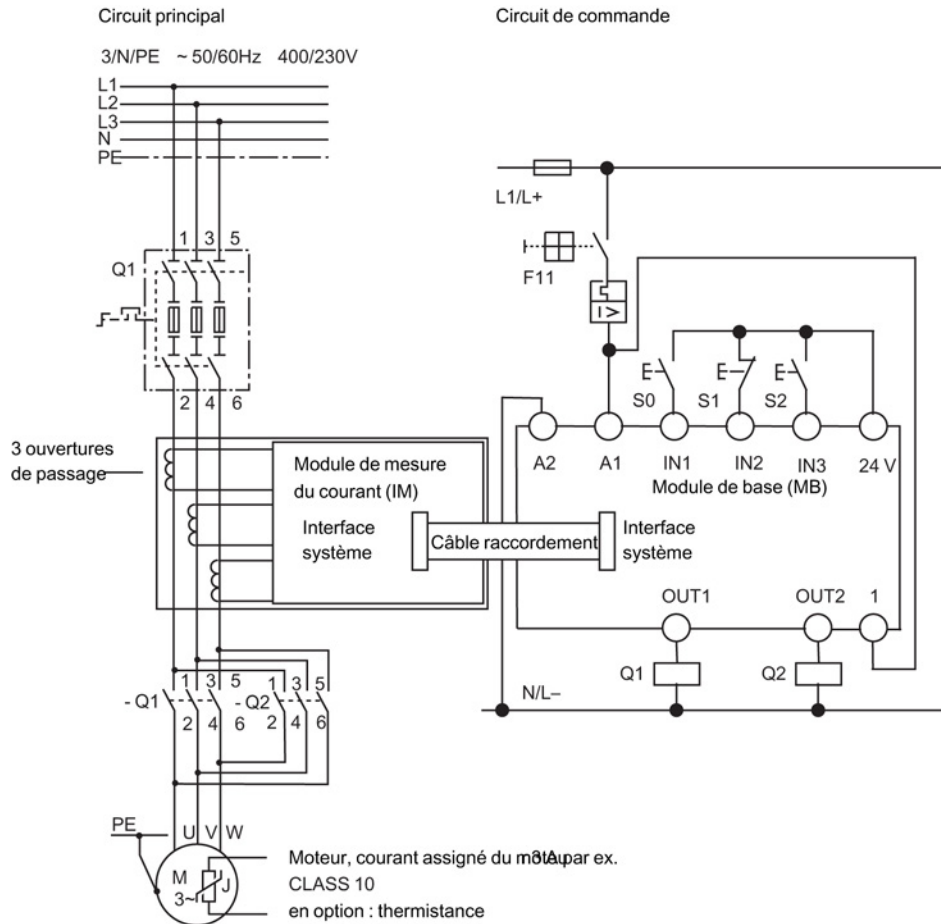 Circuit principal
Circuit de commande
3/N/PE ~ 50/60Hz 400/230V
L1
L2
L3
N
PE
L1/L+
1 3 5
Q1
F11
I>
2 4 6
S0 S1 S2
3 ouvertures
de passage
A2 A1 IN1 IN2 IN3 24 V
Module de mesure
du courant (IM)
Module de base (MB)
Interface
système
Câble raccordement
Interface
système
OUT1 OUT2 1
Q1 Q2
N/L–
1 3 5 1 3 5
- Q1 - Q2
2 4 6 2 4 6
PE
U V W
M
3~
J
Moteur, courant assigné du par ex.
CLASS 10
en option : thermistance